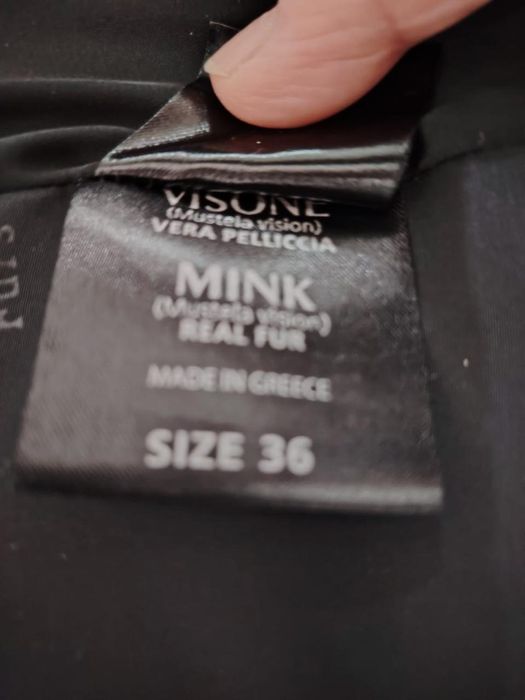 VISONE
(Mustela vision)
VERA PELLICCIA
MINK
(Mustela vision)
REAL FUR
MADE IN GREECE
SIZE 36